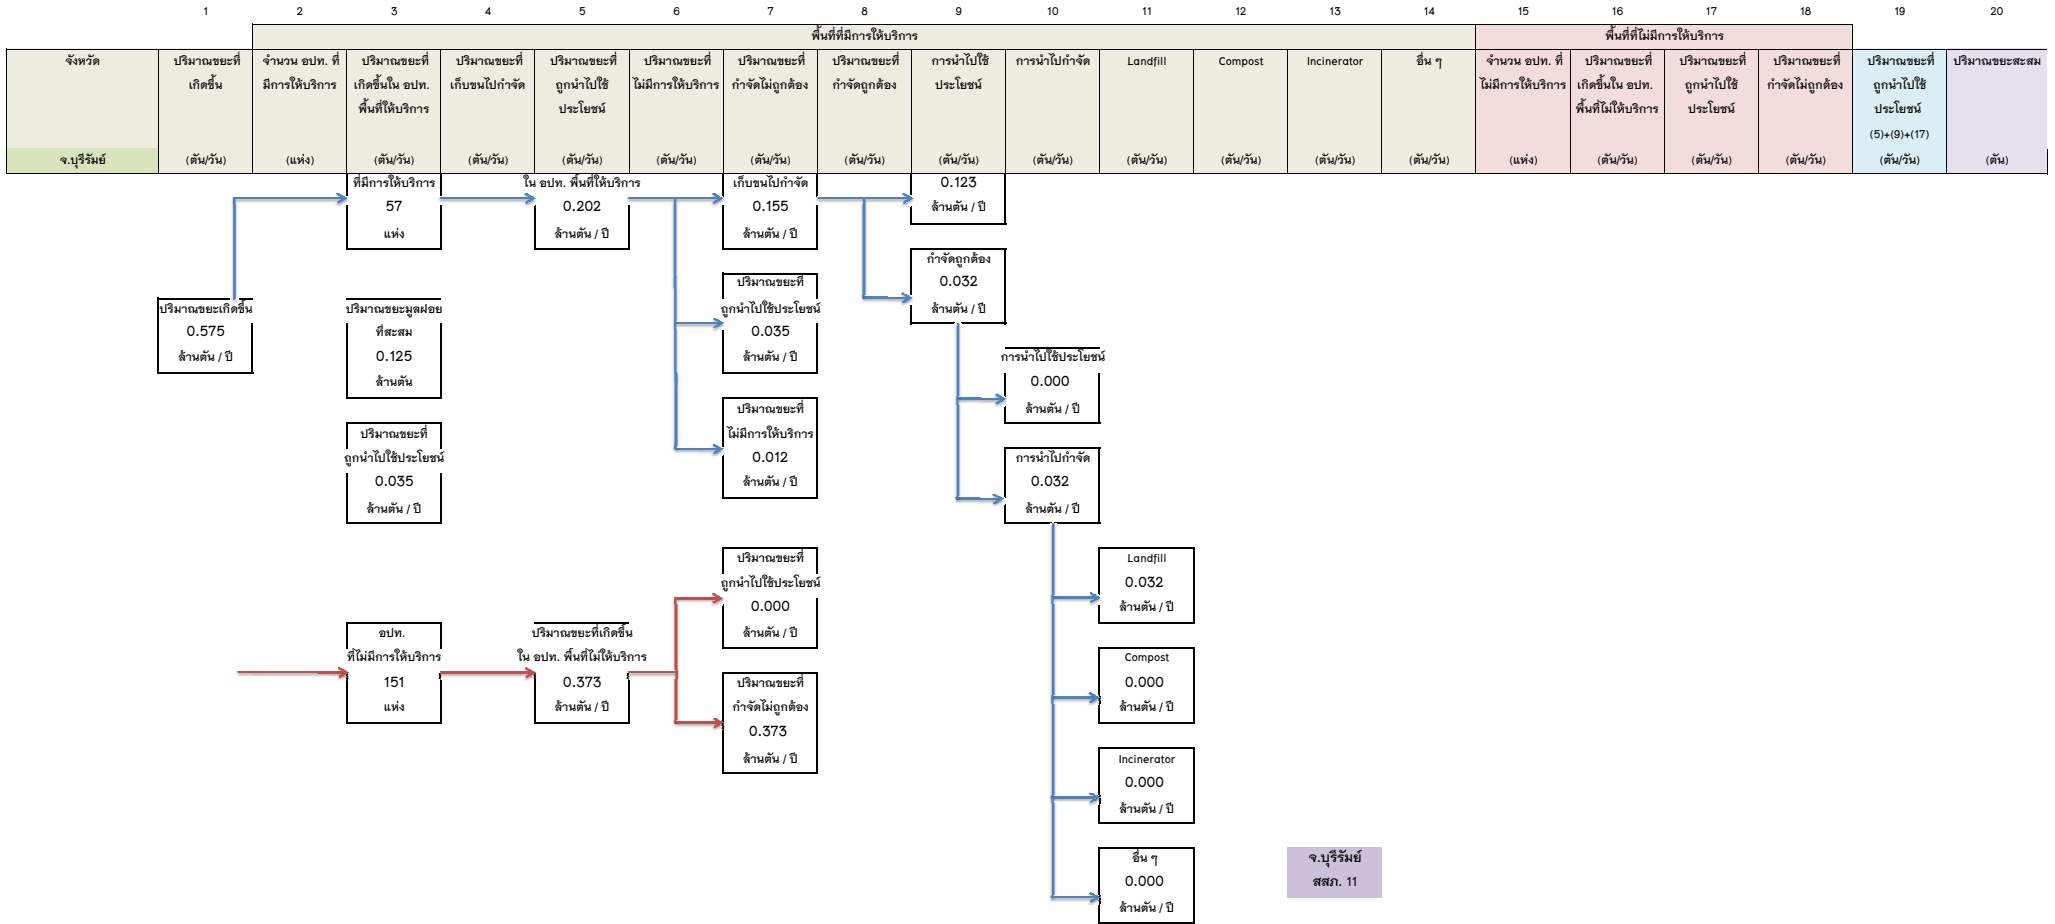 1 2 3 4 5 6 7 8 9 10 11 12 13 14 15 16 17 18 19 20
พื้นที่ที่มีการให้บริการ พื้นที่ที่ไม่มีการให้บริการ
จังหวัด ปริมาณขยะที่ จำนวน อปท. ที่ ปริมาณขยะที่ ปริมาณขยะที่ ปริมาณขยะที่ ปริมาณขยะที่ ปริมาณขยะที่ ปริมาณขยะที่ การนำไปใช้ การนำไปกำจัด Landfill Compost Incinerator อื่น ๆ จำนวน อปท. ที่ ปริมาณขยะที่ ปริมาณขยะที่ ปริมาณขยะที่ ปริมาณขยะที่ ปริมาณขยะสะสม
เกิดขึ้น มีการให้บริการ เกิดขึ้นใน อปท. เก็บขนไปกำจัด ถูกนำไปใช้ ไม่มีการให้บริการ กำจัดไม่ถูกต้อง กำจัดถูกต้อง ประโยชน์ ไม่มีการให้บริการ เกิดขึ้นใน อปท. ถูกนำไปใช้ กำจัดไม่ถูกต้อง ถูกนำไปใช้
พื้นที่ให้บริการ ประโยชน์ พื้นที่ไม่ให้บริการ ประโยชน์ ประโยชน์
(5)+(9)+(17)
จ.บุรีรัมย์ (ตัน/วัน) (แห่ง) (ตัน/วัน) (ตัน/วัน) (ตัน/วัน) (ตัน/วัน) (ตัน/วัน) (ตัน/วัน) (ตัน/วัน) (ตัน/วัน) (ตัน/วัน) (ตัน/วัน) (ตัน/วัน) (ตัน/วัน) (แห่ง) (ตัน/วัน) (ตัน/วัน) (ตัน/วัน) (ตัน/วัน) (ตัน)
ที่มีการให้บริการ
57
แห่ง
ใน อปท. พื้นที่ให้บริการ
0.202
ล้านตัน / ปี
เก็บขนไปกำจัด
0.155
ล้านตัน / ปี
0.123
ล้านตัน / ปี
กำจัดถูกต้อง
0.032
ล้านตัน / ปี
ปริมาณขยะที่
ถูกนำไปใช้ประโยชน์
0.035
ล้านตัน / ปี
ปริมาณขยะเกิดขึ้น
0.575
ล้านตัน / ปี
ปริมาณขยะมูลฝอย
ที่สะสม
0.125
ล้านตัน
การนำไปใช้ประโยชน์
0.000
ล้านตัน / ปี
ปริมาณขยะที่
ไม่มีการให้บริการ
0.012
ล้านตัน / ปี
ปริมาณขยะที่
ถูกนำไปใช้ประโยชน์
0.035
ล้านตัน / ปี
การนำไปกำจัด
0.032
ล้านตัน / ปี
ปริมาณขยะที่
ถูกนำไปใช้ประโยชน์
0.000
ล้านตัน / ปี
Landfill
0.032
ล้านตัน / ปี
อปท.
ที่ไม่มีการให้บริการ
151
แห่ง
ปริมาณขยะที่เกิดขึ้น
ใน อปท. พื้นที่ไม่ให้บริการ
0.373
ล้านตัน / ปี
ปริมาณขยะที่
กำจัดไม่ถูกต้อง
0.373
ล้านตัน / ปี
Compost
0.000
ล้านตัน / ปี
Incinerator
0.000
ล้านตัน / ปี
อื่น ๆ
0.000
ล้านตัน / ปี
จ.บุรีรัมย์
สสภ. 11